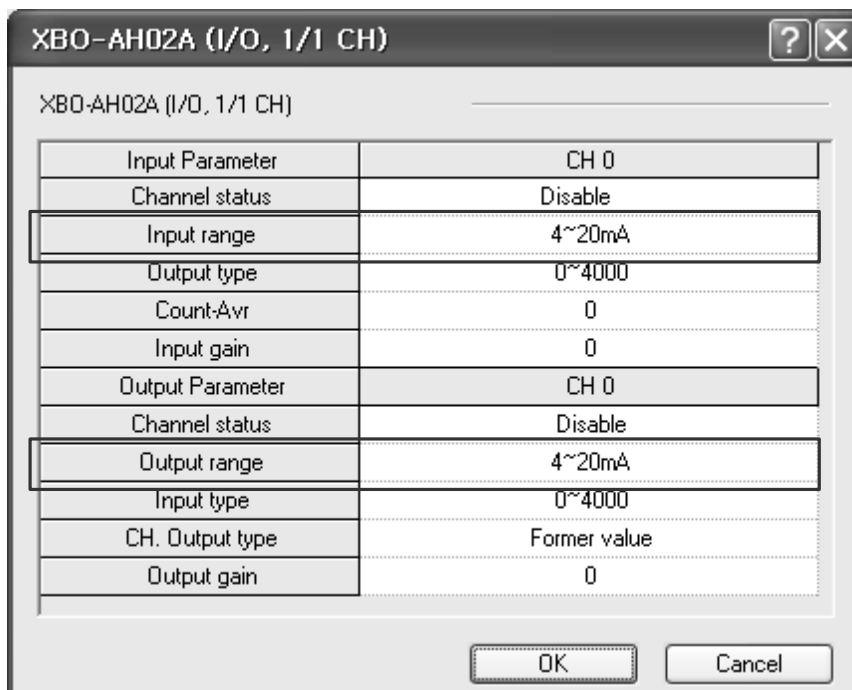 XBO-AH02A (I/O, 1/1 CH)
XBO-AH02A (I/O, 1/1 CH)
Input Parameter CH 0
Channel status Disable
Input range 4~20mA
Output type 0~4000
Count-Avr 0
Input gain 0
Output Parameter CH 0
Channel status Disable
Output range 4~20mA
Input type 0~4000
CH. Output type Former value
Output gain 0
OK Cancel